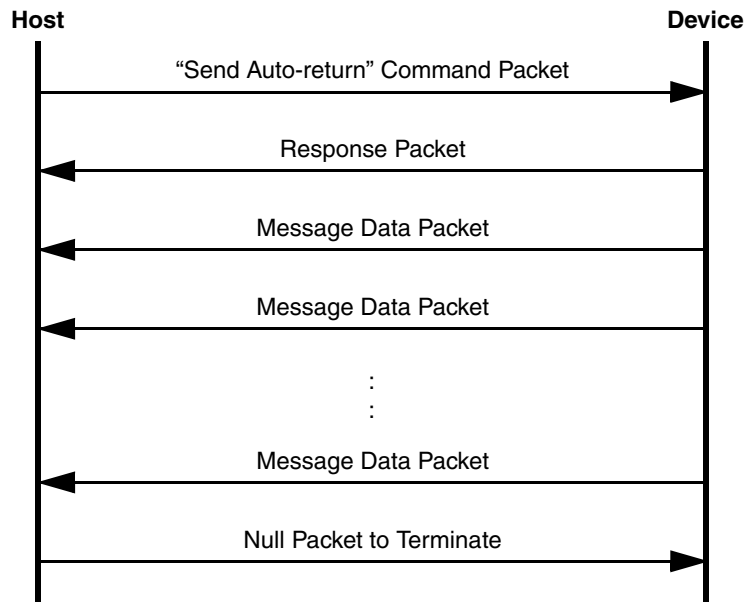 Host Device
“Send Auto-return” Command Packet
Response Packet
Message Data Packet
Message Data Packet
:
:
Message Data Packet
Null Packet to Terminate